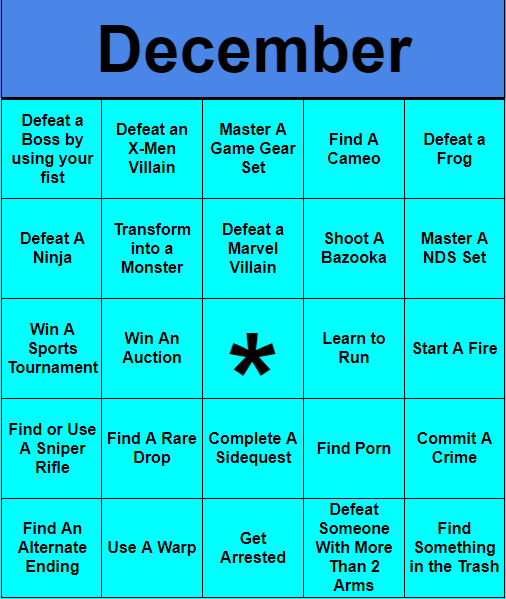 December
Defeat a
Boss by
using your
fist
Defeat an
X-Men
Villain
Master A
Game Gear
Set
Find A
Cameo
Defeat a
Frog
Defeat A
Ninja
Transform
into a
Monster
Defeat a
Marvel
Villain
Shoot A
Bazooka
Master A
NDS Set
Win A
Sports
Tournament
Win An
Auction
*
Learn to
Run
Start A Fire
Find or Use
A Sniper
Rifle
Find A Rare
Drop
Complete A
Sidequest
Find Porn
Commit A
Crime
Find An
Alternate
Ending
Use A Warp
Get
Arrested
Defeat
Someone
With More
Than 2
Arms
Find
Something
in the Trash